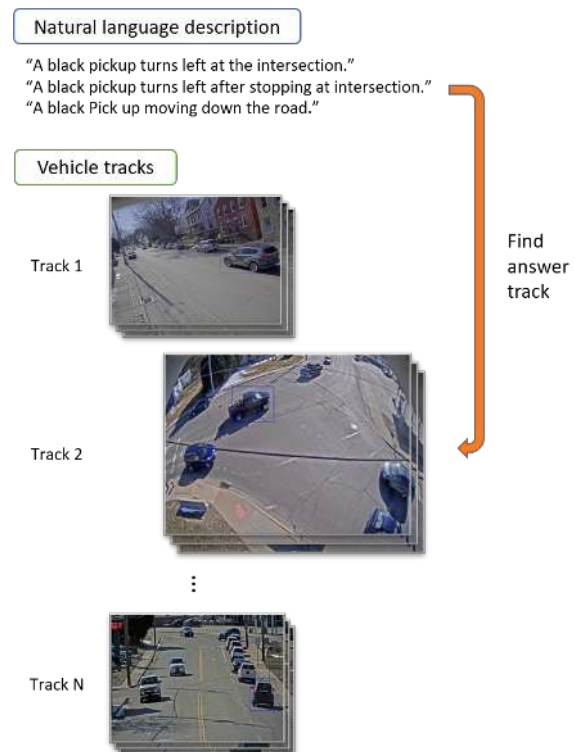 Natural language description
“A black pickup turns left at the intersection.”
“A black pickup turns left after stopping at intersection.”
“A black Pick up moving down the road.”
Vehicle tracks
Track 1
Find
answer
track
Track 2
⋮
Track N